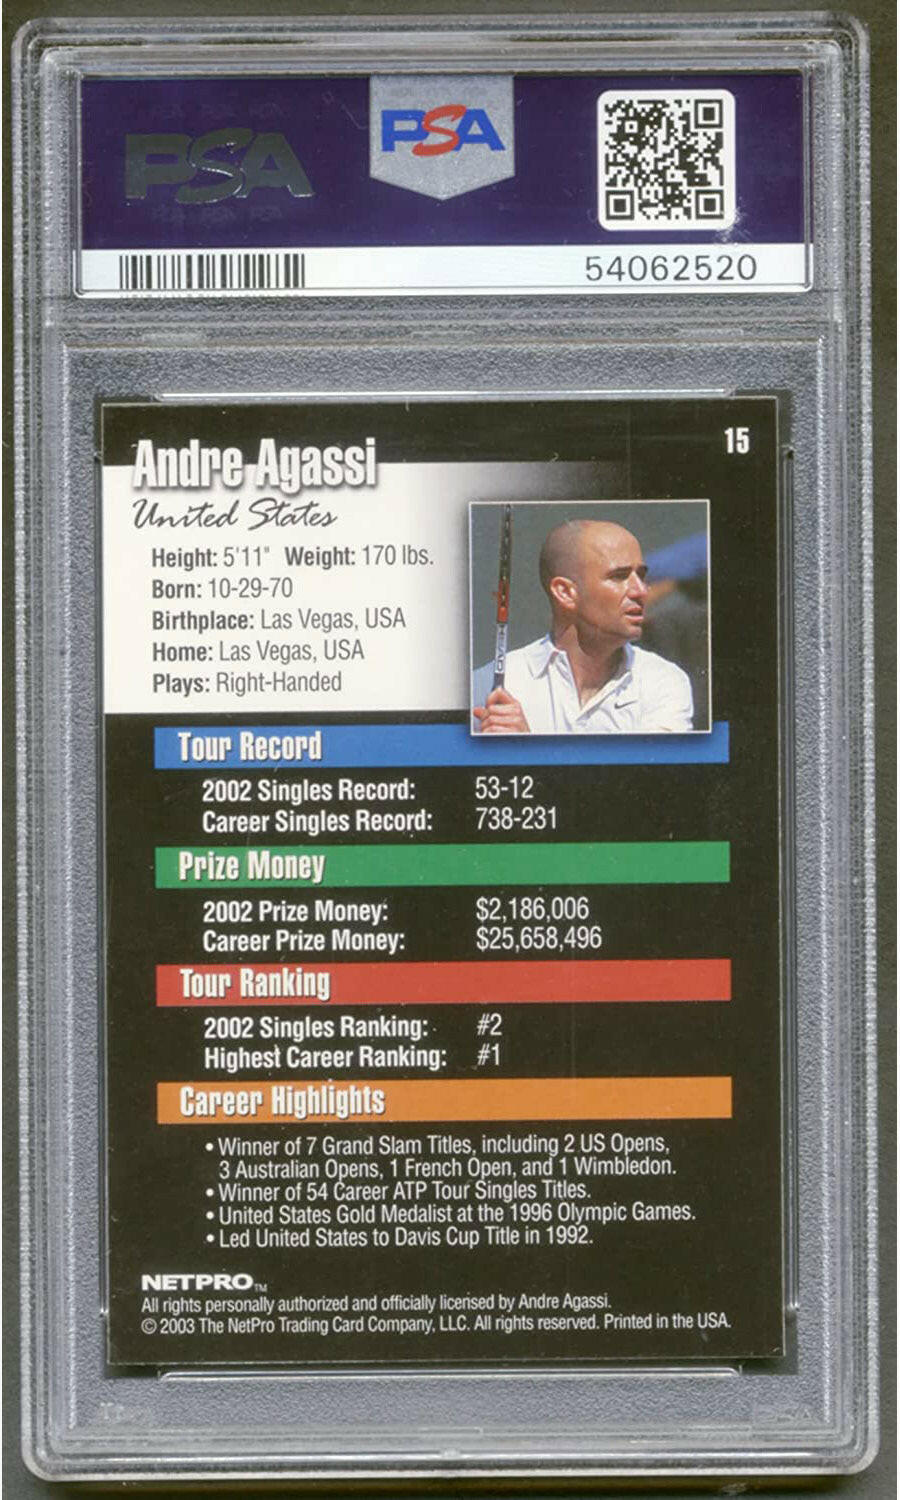 PSA
PSA
54062520
15
Andre Agassi
United States
Height: 5'11" Weight: 170 lbs.
Born: 10-29-70
Birthplace: Las Vegas, USA
Home: Las Vegas, USA
Plays: Right-Handed
Tour Record
2002 Singles Record: 53-12
Career Singles Record: 738-231
Prize Money
2002 Prize Money: $2,186,006
Career Prize Money: $25,658,496
Tour Ranking
2002 Singles Ranking: #2
Highest Career Ranking: #1
Career Highlights
• Winner of 7 Grand Slam Titles, including 2 US Opens,
3 Australian Opens, 1 French Open, and 1 Wimbledon.
• Winner of 54 Career ATP Tour Singles Titles.
• United States Gold Medalist at the 1996 Olympic Games.
• Led United States to Davis Cup Title in 1992.
NETPRO™
All rights personally authorized and officially licensed by Andre Agassi.
© 2003 The NetPro Trading Card Company, LLC. All rights reserved. Printed in the USA.